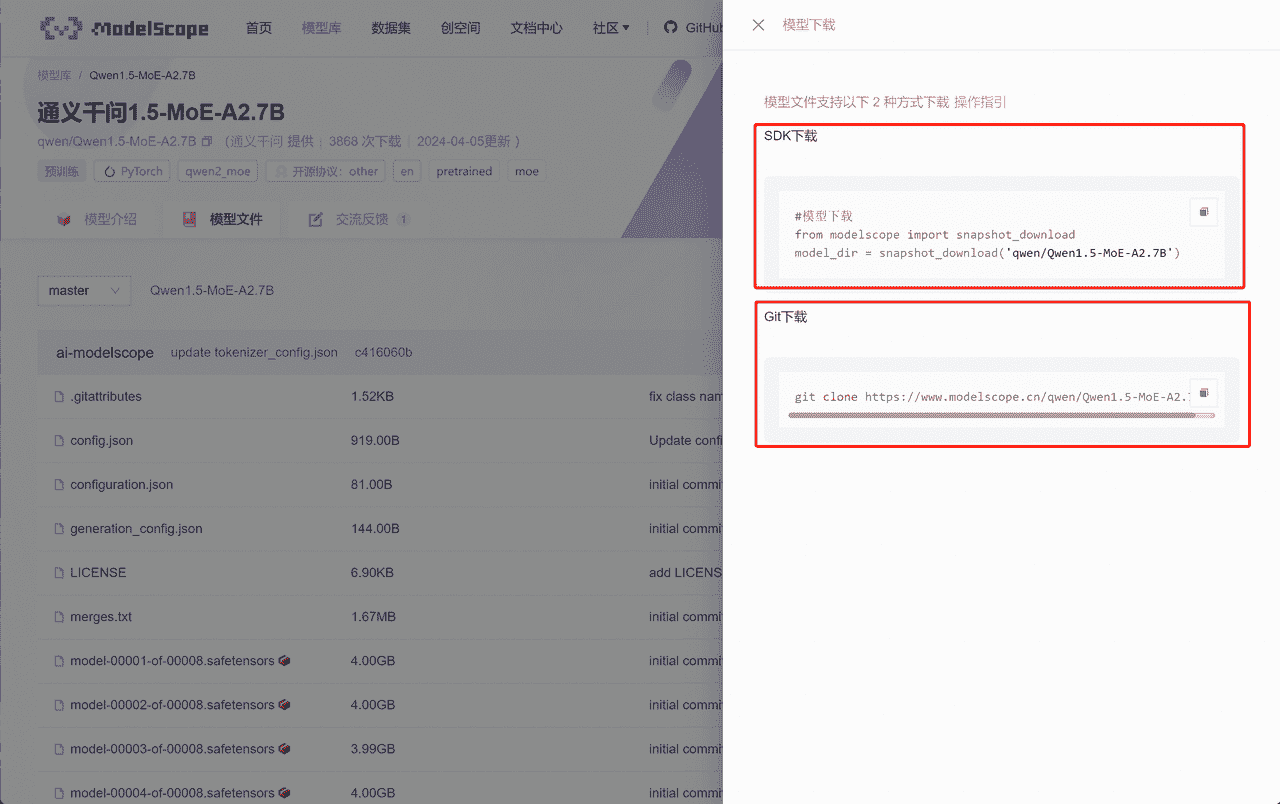 ModelScope 首页 模型库 数据集 创空间 文档中心 社区 GitHub
模型库 / Qwen1.5-MoE-A2.7B
通义千问1.5-MoE-A2.7B
qwen/Qwen1.5-MoE-A2.7B (通义千问 提供 | 3868 次下载 | 2024-04-05更新 )
预训练 PyTorch qwen2_moe 开源协议: other en pretrained moe
模型介绍 模型文件 交流反馈 1
master Qwen1.5-MoE-A2.7B
ai-modelscope update tokenizer_config.json c416060b
.gitattributes 1.52KB fix class nam
config.json 919.00B Update confi
configuration.json 81.00B initial commi
generation_config.json 144.00B initial commi
LICENSE 6.90KB add LICENS
merges.txt 1.67MB initial commi
model-00001-of-00008.safetensors 4.00GB initial commi
model-00002-of-00008.safetensors 4.00GB initial commi
model-00003-of-00008.safetensors 3.99GB initial commi
model-00004-of-00008.safetensors 4.00GB initial commi
模型下载
模型文件支持以下 2 种方式下载 操作指引
SDK下载
#模型下载
from modelscope import snapshot_download
model_dir = snapshot_download('qwen/Qwen1.5-MoE-A2.7B')
Git下载
git clone https://www.modelscope.cn/qwen/Qwen1.5-MoE-A2.7